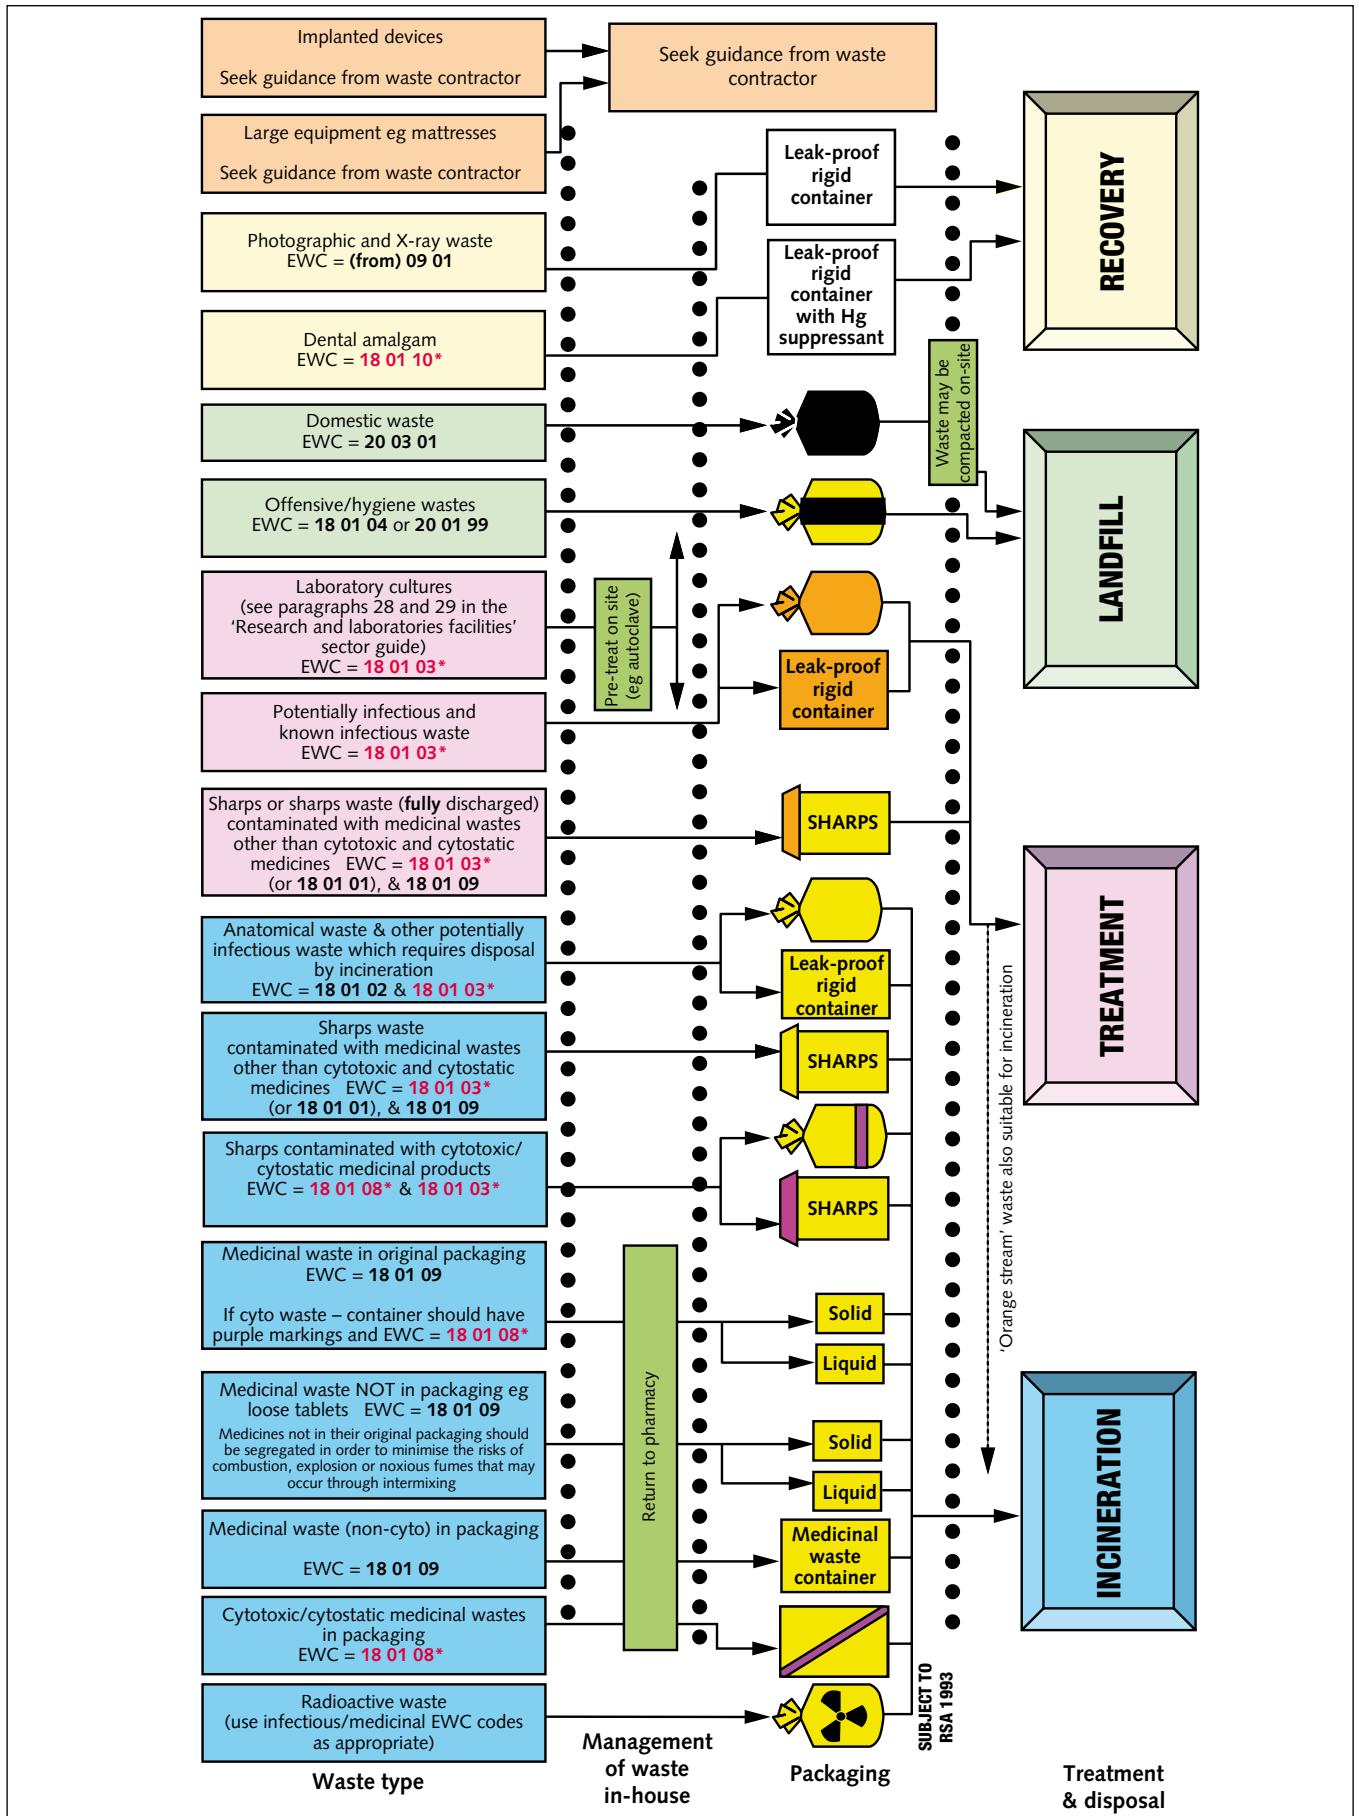 Implanted devices
Seek guidance from waste contractor
Seek guidance from waste
contractor
Large equipment eg mattresses
Seek guidance from waste contractor
Photographic and X-ray waste
EWC = (from) 09 01
Leak-proof
rigid
container
RECOVERY
Dental amalgam
EWC = 18 01 10*
Leak-proof
rigid
container
with Hg
suppressant
Domestic waste
EWC = 20 03 01
Waste may be
compacted on-site
Offensive/hygiene wastes
EWC = 18 01 04 or 20 01 99
LANDFILL
Laboratory cultures
(see paragraphs 28 and 29 in the
‘Research and laboratories facilities’
sector guide)
EWC = 18 01 03*
Pre-treat on site
(eg autoclave)
Potentially infectious and
known infectious waste
EWC = 18 01 03*
Leak-proof
rigid
container
Sharps or sharps waste (fully discharged)
contaminated with medicinal wastes
other than cytotoxic and cytostatic
medicines EWC = 18 01 03*
(or 18 01 01), & 18 01 09
SHARPS
TREATMENT
Anatomical waste & other potentially
infectious waste which requires disposal
by incineration
EWC = 18 01 02 & 18 01 03*
Leak-proof
rigid
container
Sharps waste
contaminated with medicinal wastes
other than cytotoxic and cytostatic
medicines EWC = 18 01 03*
(or 18 01 01), & 18 01 09
SHARPS
Sharps contaminated with cytotoxic/
cytostatic medicinal products
EWC = 18 01 08* & 18 01 03*
SHARPS
‘Orange stream’ waste also suitable for incineration
Medicinal waste in original packaging
EWC = 18 01 09
If cyto waste – container should have
purple markings and EWC = 18 01 08*
Return to pharmacy
Solid
Liquid
Medicinal waste NOT in packaging eg
loose tablets EWC = 18 01 09
Medicines not in their original packaging should
be segregated in order to minimise the risks of
combustion, explosion or noxious fumes that may
occur through intermixing
Solid
Liquid
INCINERATION
Medicinal waste (non-cyto) in packaging
EWC = 18 01 09
Medicinal
waste
container
Cytotoxic/cytostatic medicinal wastes
in packaging
EWC = 18 01 08*
Radioactive waste
(use infectious/medicinal EWC codes
as appropriate)
SUBJECT TO
RSA 1993
Waste type
Management
of waste
in-house
Packaging
Treatment
& disposal